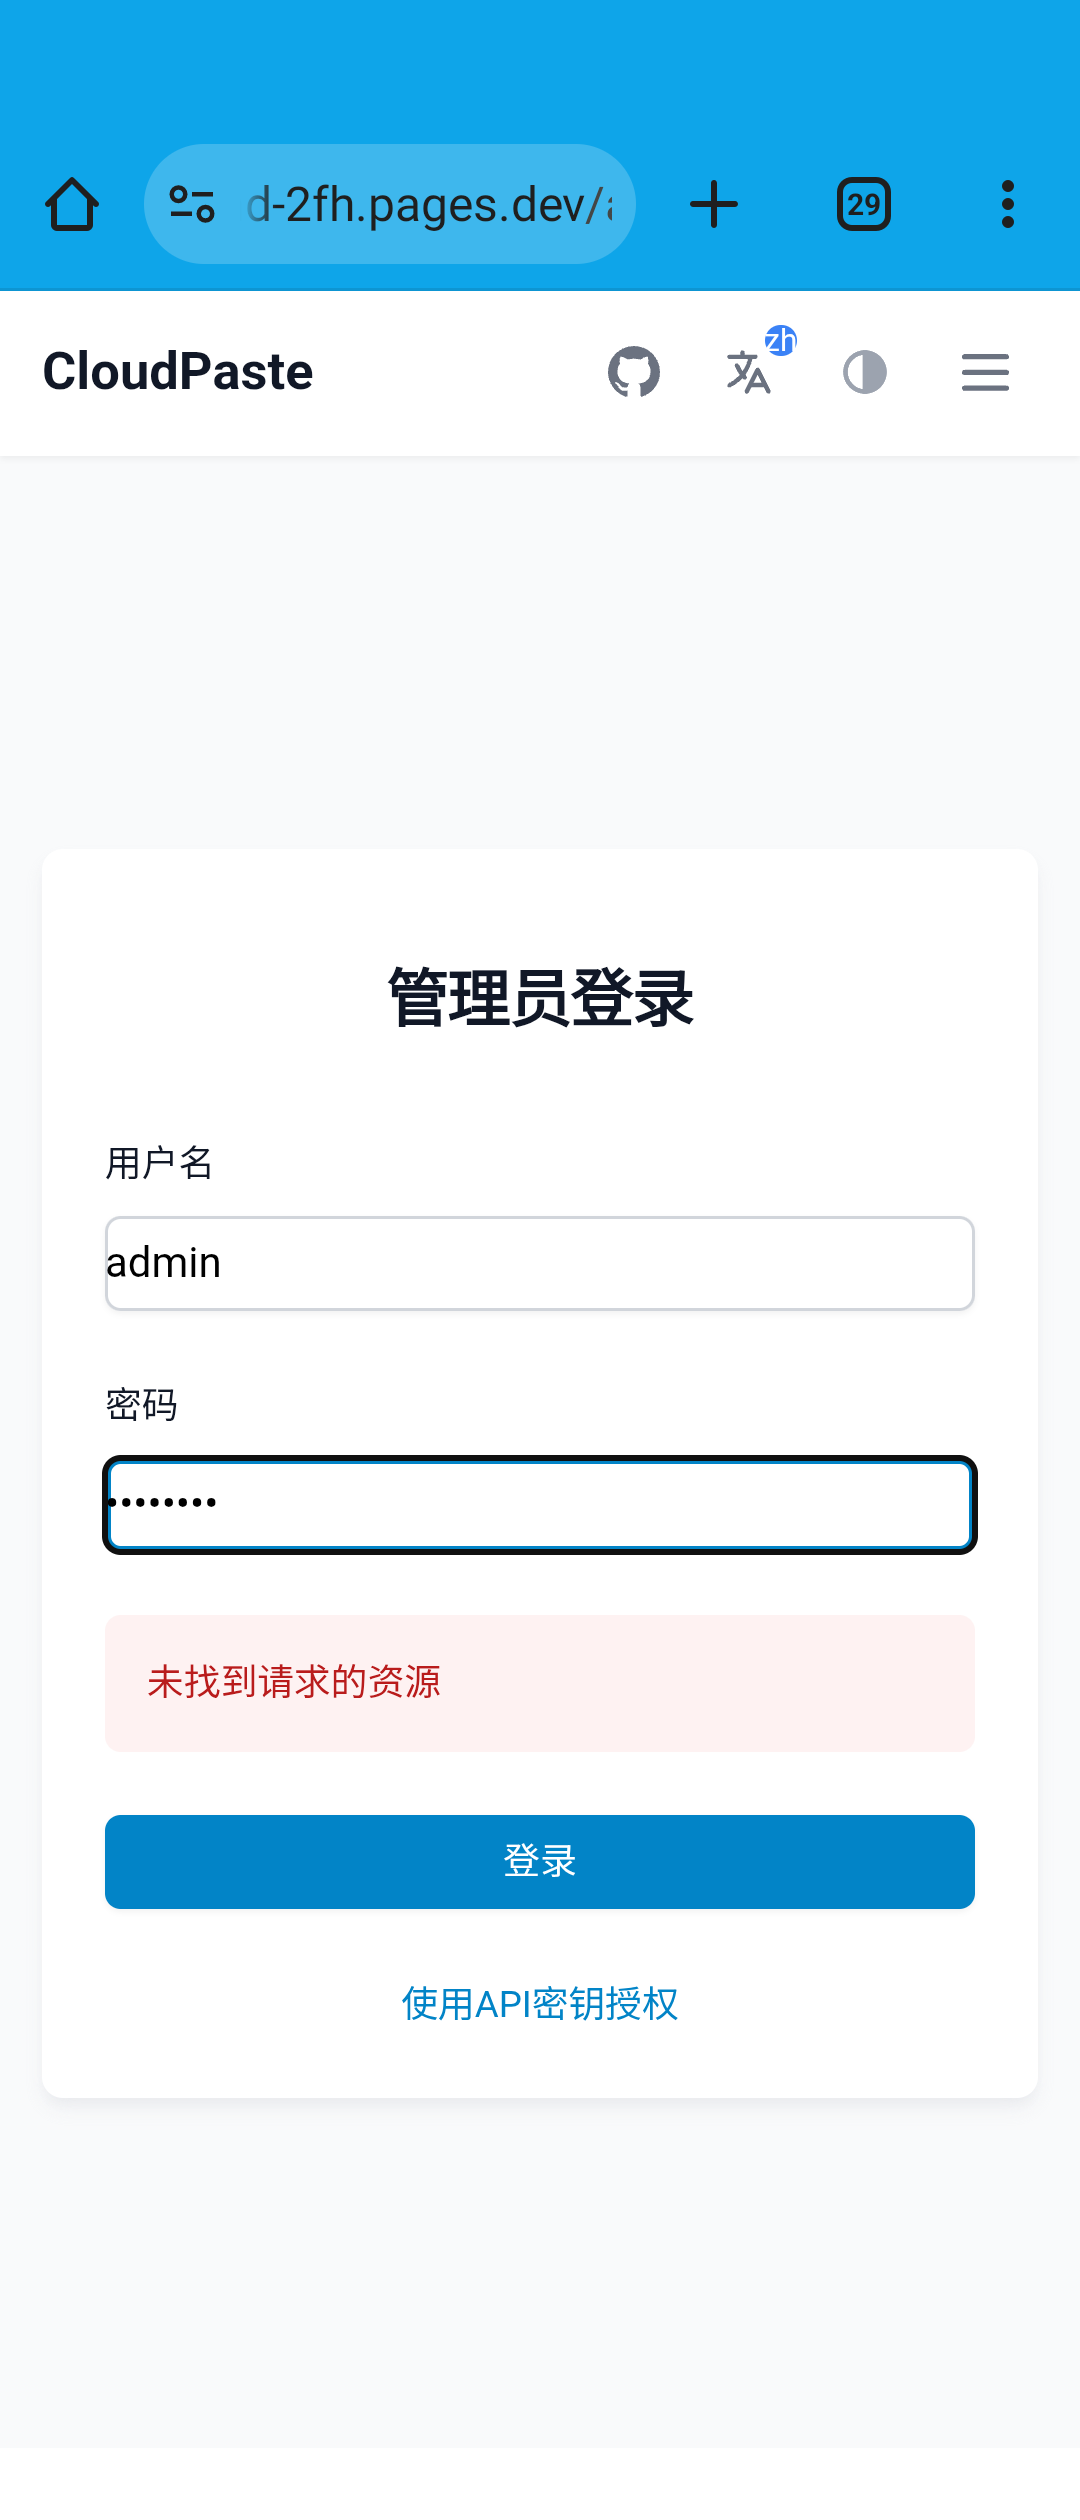 d-2fh.pages.dev/
29
CloudPaste
zh
管理员登录
用户名
admin
密码
••••••••
未找到请求的资源
登录
使用API密钥授权